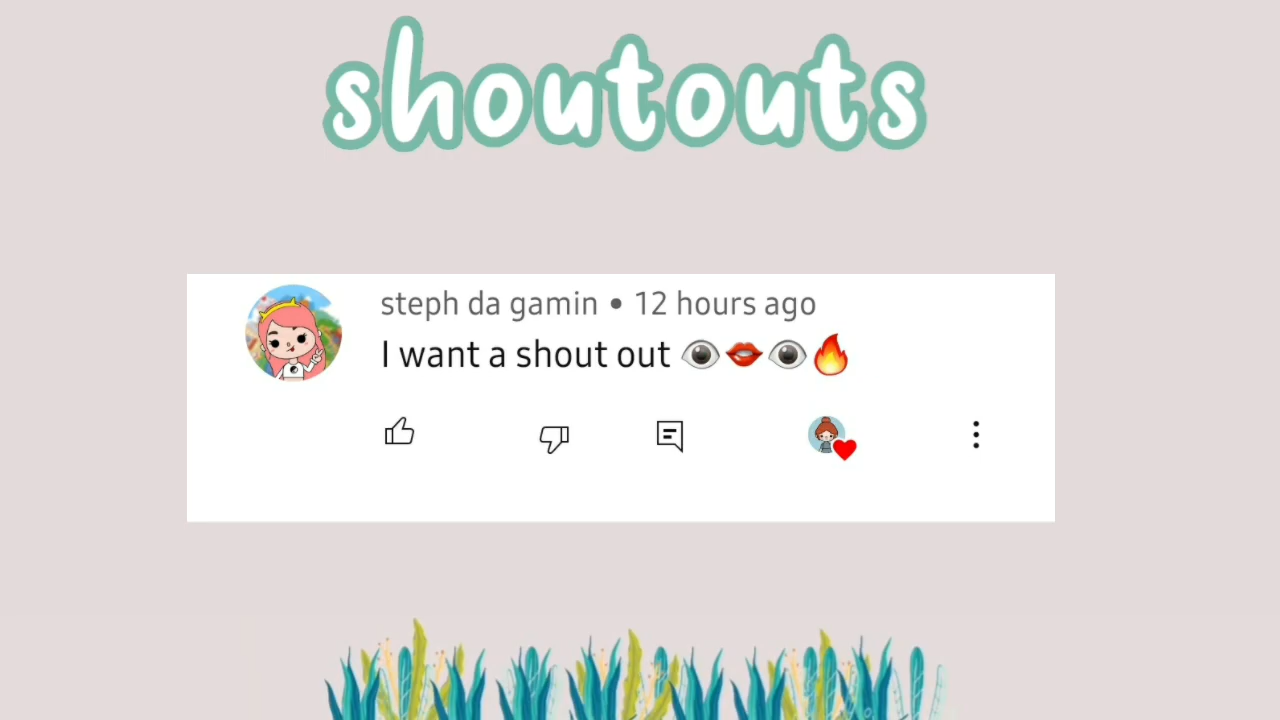 shoutouts
steph da gamin • 12 hours ago
I want a shout out 👁👄👁🔥